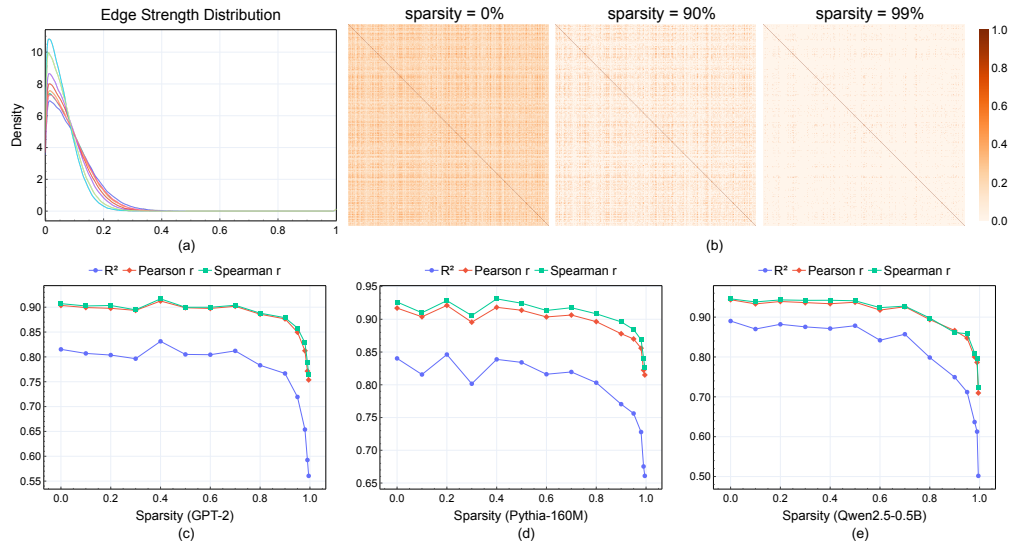 Edge Strength Distribution
sparsity = 0%
sparsity = 90%
sparsity = 99%
10
8
6
4
2
0
Density
0
0.2
0.4
0.6
0.8
1
(a)
(b)
1.0
0.8
0.6
0.4
0.2
0.0
R² Pearson r Spearman r
0.90
0.85
0.80
0.75
0.70
0.65
0.60
0.55
0.0 0.2 0.4 0.6 0.8 1.0
Sparsity (GPT-2)
(c)
R² Pearson r Spearman r
0.95
0.90
0.85
0.80
0.75
0.70
0.65
0.0 0.2 0.4 0.6 0.8 1.0
Sparsity (Pythia-160M)
(d)
R² Pearson r Spearman r
0.90
0.80
0.70
0.60
0.50
0.0 0.2 0.4 0.6 0.8 1.0
Sparsity (Qwen2.5-0.5B)
(e)